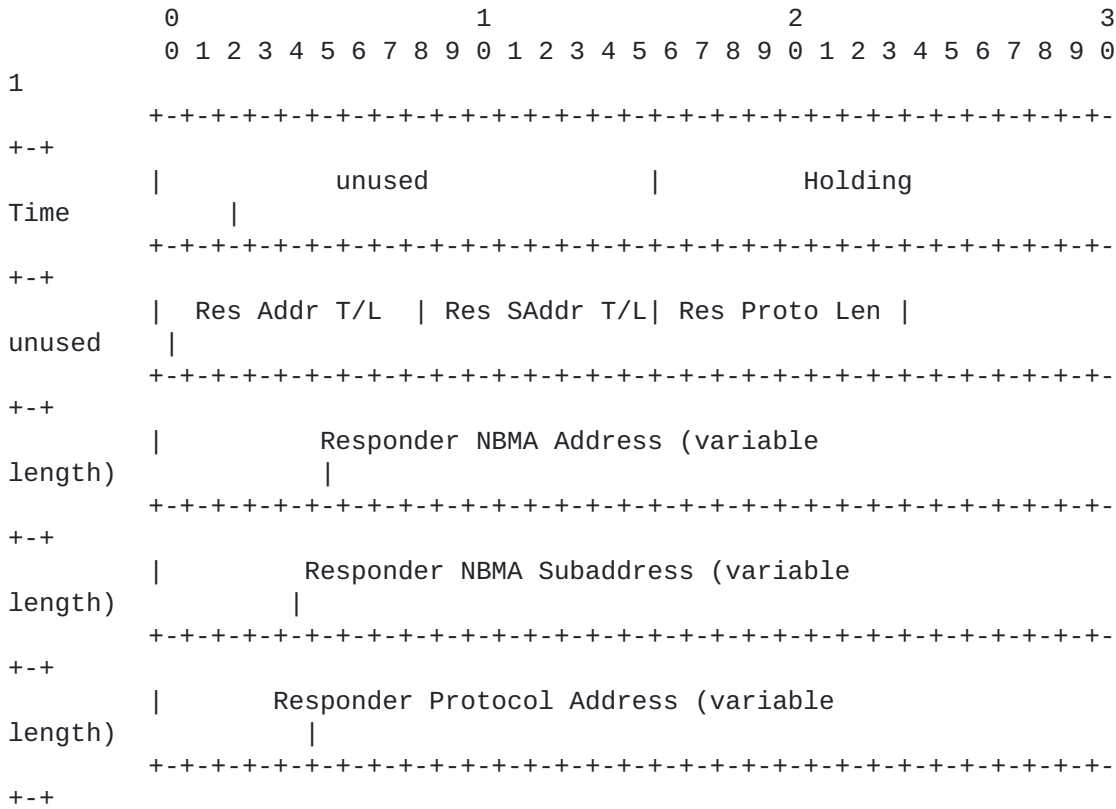 0                   1                   2                   3
0 1 2 3 4 5 6 7 8 9 0 1 2 3 4 5 6 7 8 9 0 1 2 3 4 5 6 7 8 9 0
1
+-+-+-+-+-+-+-+-+-+-+-+-+-+-+-+-+-+-+-+-+-+-+-+-+-+-+-+-+-+-+-
+-+
|           unused              |         Holding
Time          |
+-+-+-+-+-+-+-+-+-+-+-+-+-+-+-+-+-+-+-+-+-+-+-+-+-+-+-+-+-+-+-
+-+
|  Res Addr T/L  | Res SAddr T/L| Res Proto Len |
unused    |
+-+-+-+-+-+-+-+-+-+-+-+-+-+-+-+-+-+-+-+-+-+-+-+-+-+-+-+-+-+-+-
+-+
|          Responder NBMA Address (variable
length)             |
+-+-+-+-+-+-+-+-+-+-+-+-+-+-+-+-+-+-+-+-+-+-+-+-+-+-+-+-+-+-+-
+-+
|         Responder NBMA Subaddress (variable
length)           |
+-+-+-+-+-+-+-+-+-+-+-+-+-+-+-+-+-+-+-+-+-+-+-+-+-+-+-+-+-+-+-
+-+
|       Responder Protocol Address (variable
length)            |
+-+-+-+-+-+-+-+-+-+-+-+-+-+-+-+-+-+-+-+-+-+-+-+-+-+-+-+-+-+-+-
+-+